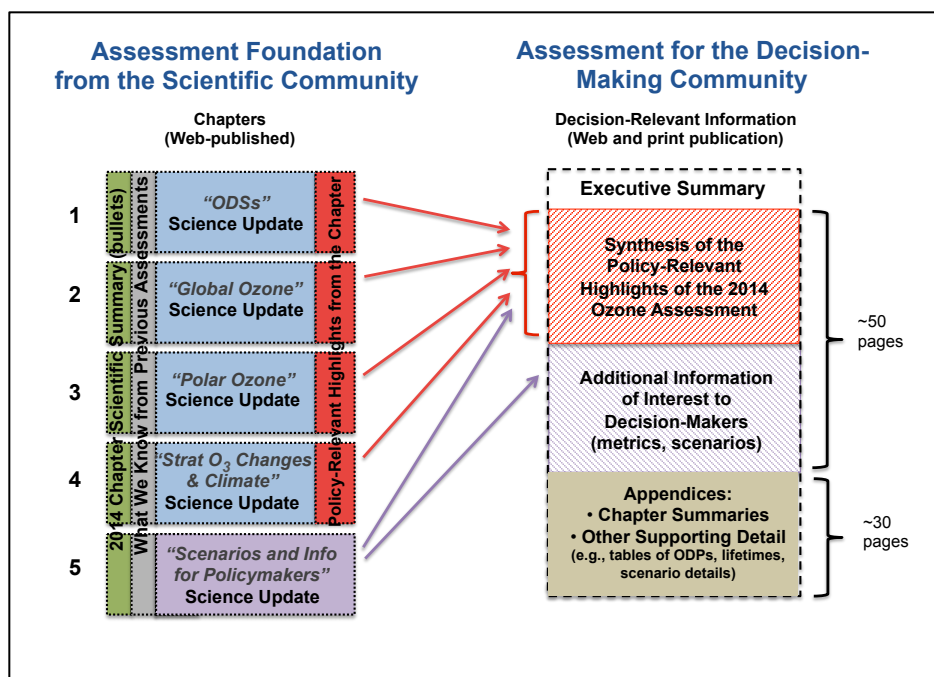 Assessment Foundation
from the Scientific Community
Chapters
(Web-published)
2014 Chapter Scientific Summary (bullets)
What We Know from Previous Assessments
Policy-Relevant Highlights from the Chapter
1
“ODSs”
Science Update
2
“Global Ozone”
Science Update
3
“Polar Ozone”
Science Update
4
“Strat O3 Changes
& Climate”
Science Update
5
“Scenarios and Info
for Policymakers”
Science Update
Assessment for the Decision-
Making Community
Decision-Relevant Information
(Web and print publication)
Executive Summary
Synthesis of the
Policy-Relevant
Highlights of the 2014
Ozone Assessment
Additional Information
of Interest to
Decision-Makers
(metrics, scenarios)
~50
pages
Appendices:
• Chapter Summaries
• Other Supporting Detail
(e.g., tables of ODPs, lifetimes,
scenario details)
~30
pages